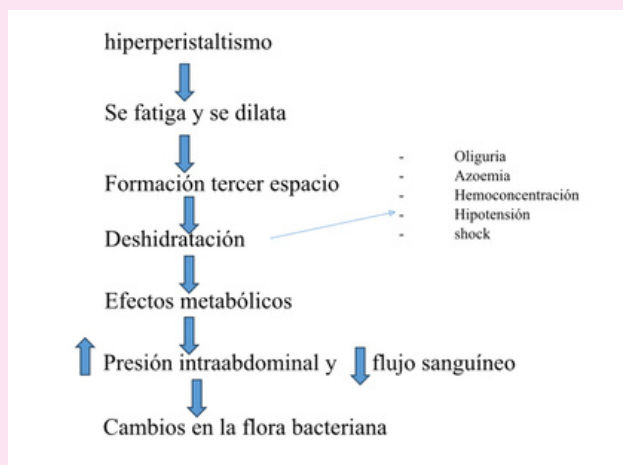 hiperperistaltismo
Se fatiga y se dilata
Formación tercer espacio
Deshidratación
- Oliguria
- Azoemia
- Hemoconcentración
- Hipotensión
- shock
Efectos metabólicos
Presión intraabdominal y flujo sanguíneo
Cambios en la flora bacteriana